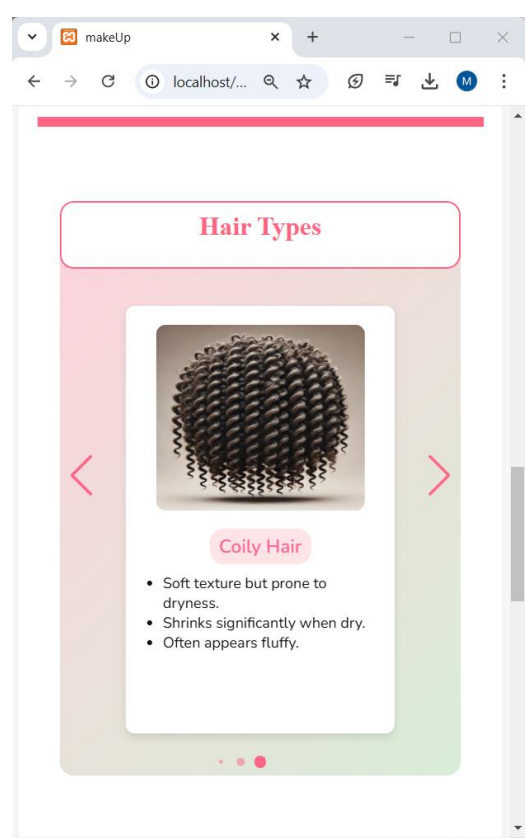 makeUp
localhost/...
M
Hair Types
Coily Hair
Soft texture but prone to
dryness.
Shrinks significantly when dry.
Often appears fluffy.